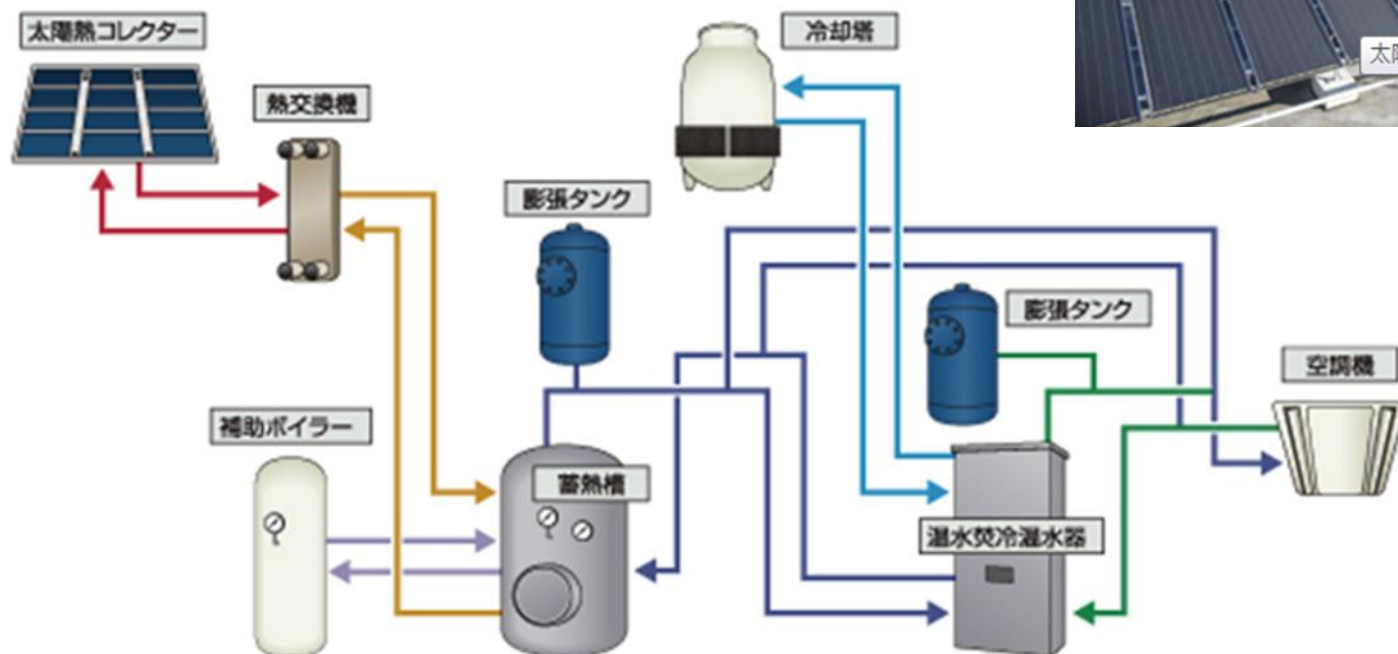 太陽熱コレクター
冷却塔
太陽
熱交換機
膨張タンク
膨張タンク
空調機
補助ボイラー
蓄熱槽
温水焚冷温水器